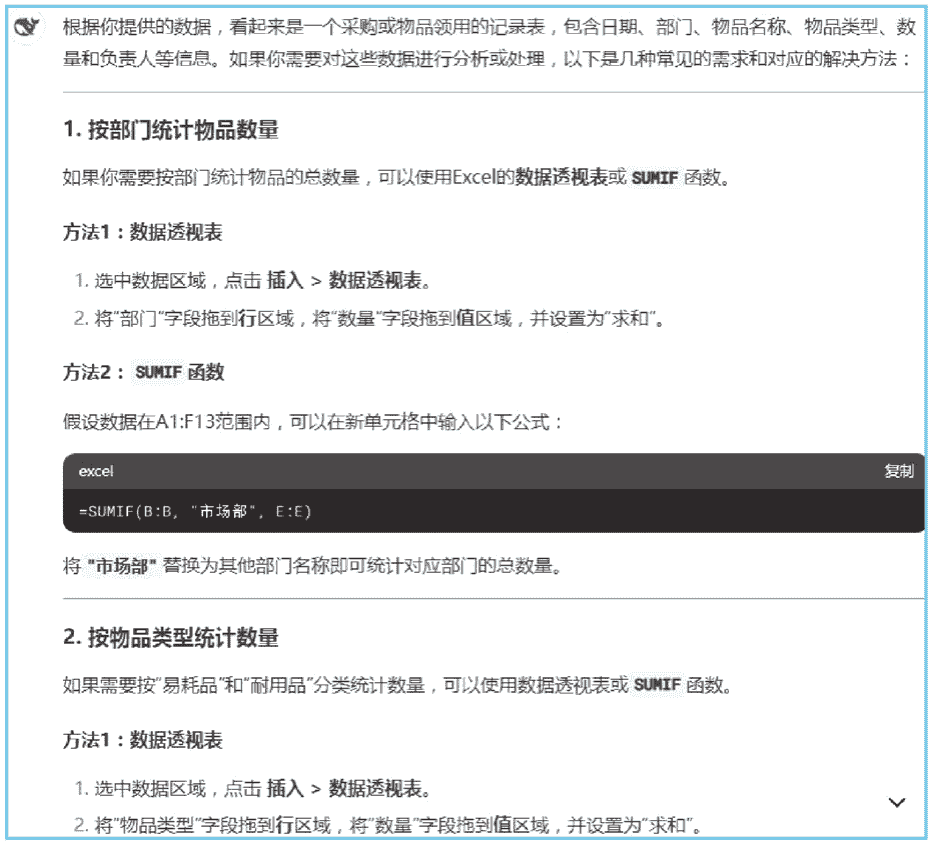 根据你提供的数据，看起来是一个采购或物品领用的记录表，包含日期、部门、物品名称、物品类型、数
量和负责人等信息。如果你需要对这些数据进行分析或处理，以下是几种常见的需求和对应的解决方法：
1. 按部门统计物品数量
如果你需要按部门统计物品的总数量，可以使用Excel的数据透视表或 SUMIF 函数。
方法1：数据透视表
1. 选中数据区域，点击 插入 > 数据透视表。
2. 将“部门”字段拖到行区域，将“数量”字段拖到值区域，并设置为“求和”。
方法2： SUMIF 函数
假设数据在A1:F13范围内，可以在新单元格中输入以下公式：
excel 复制
=SUMIF(B:B, "市场部", E:E)
将 "市场部" 替换为其他部门名称即可统计对应部门的总数量。
2. 按物品类型统计数量
如果需要按“易耗品”和“耐用品”分类统计数量，可以使用数据透视表或 SUMIF 函数。
方法1：数据透视表
1. 选中数据区域，点击 插入 > 数据透视表。
2. 将“物品类型”字段拖到行区域，将“数量”字段拖到值区域，并设置为“求和”。